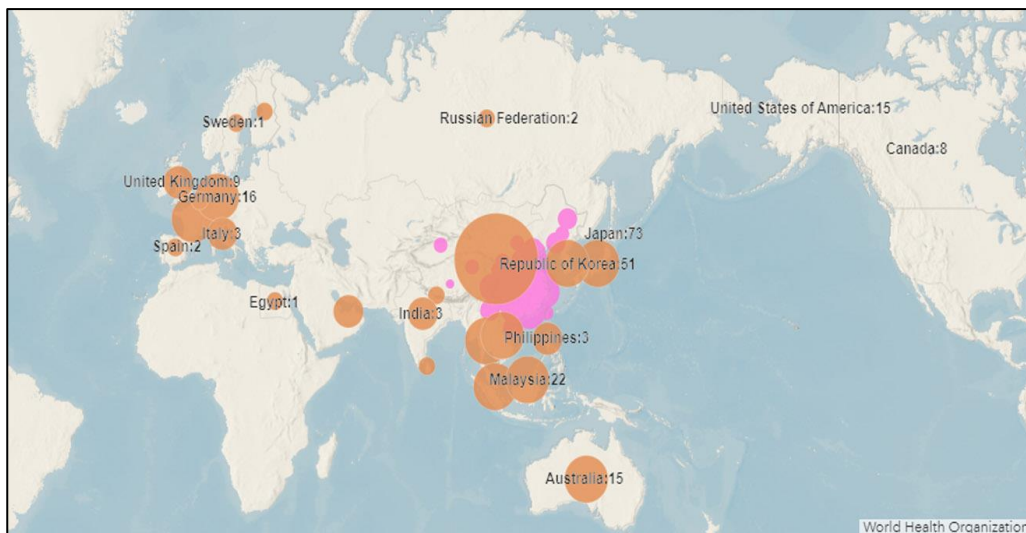 United States of America:15
Russian Federation:2
Sweden:1
Canada:8
United Kingdom:9
Germany:16
Italy:3
Japan:73
Spain:2
Republic of Korea:51
Egypt:1
India:3
Philippines:3
Malaysia:22
Australia:15
World Health Organization